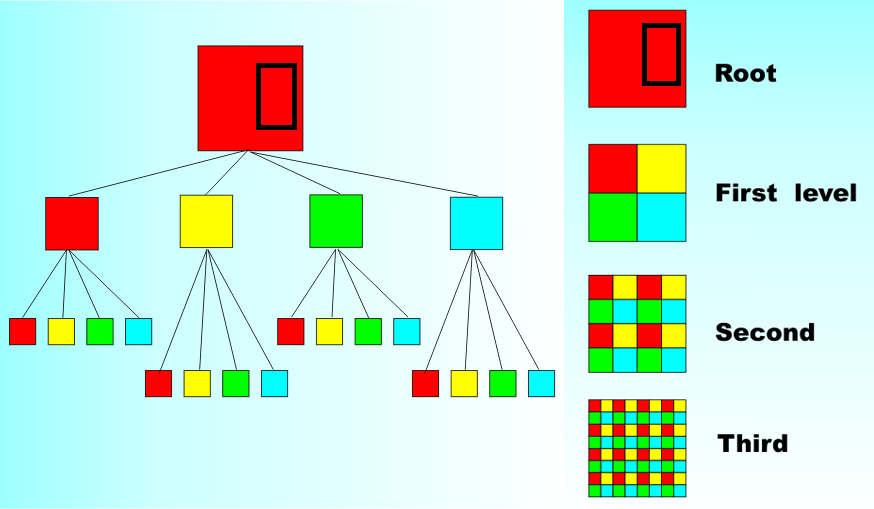 Root
First level
Second
Third